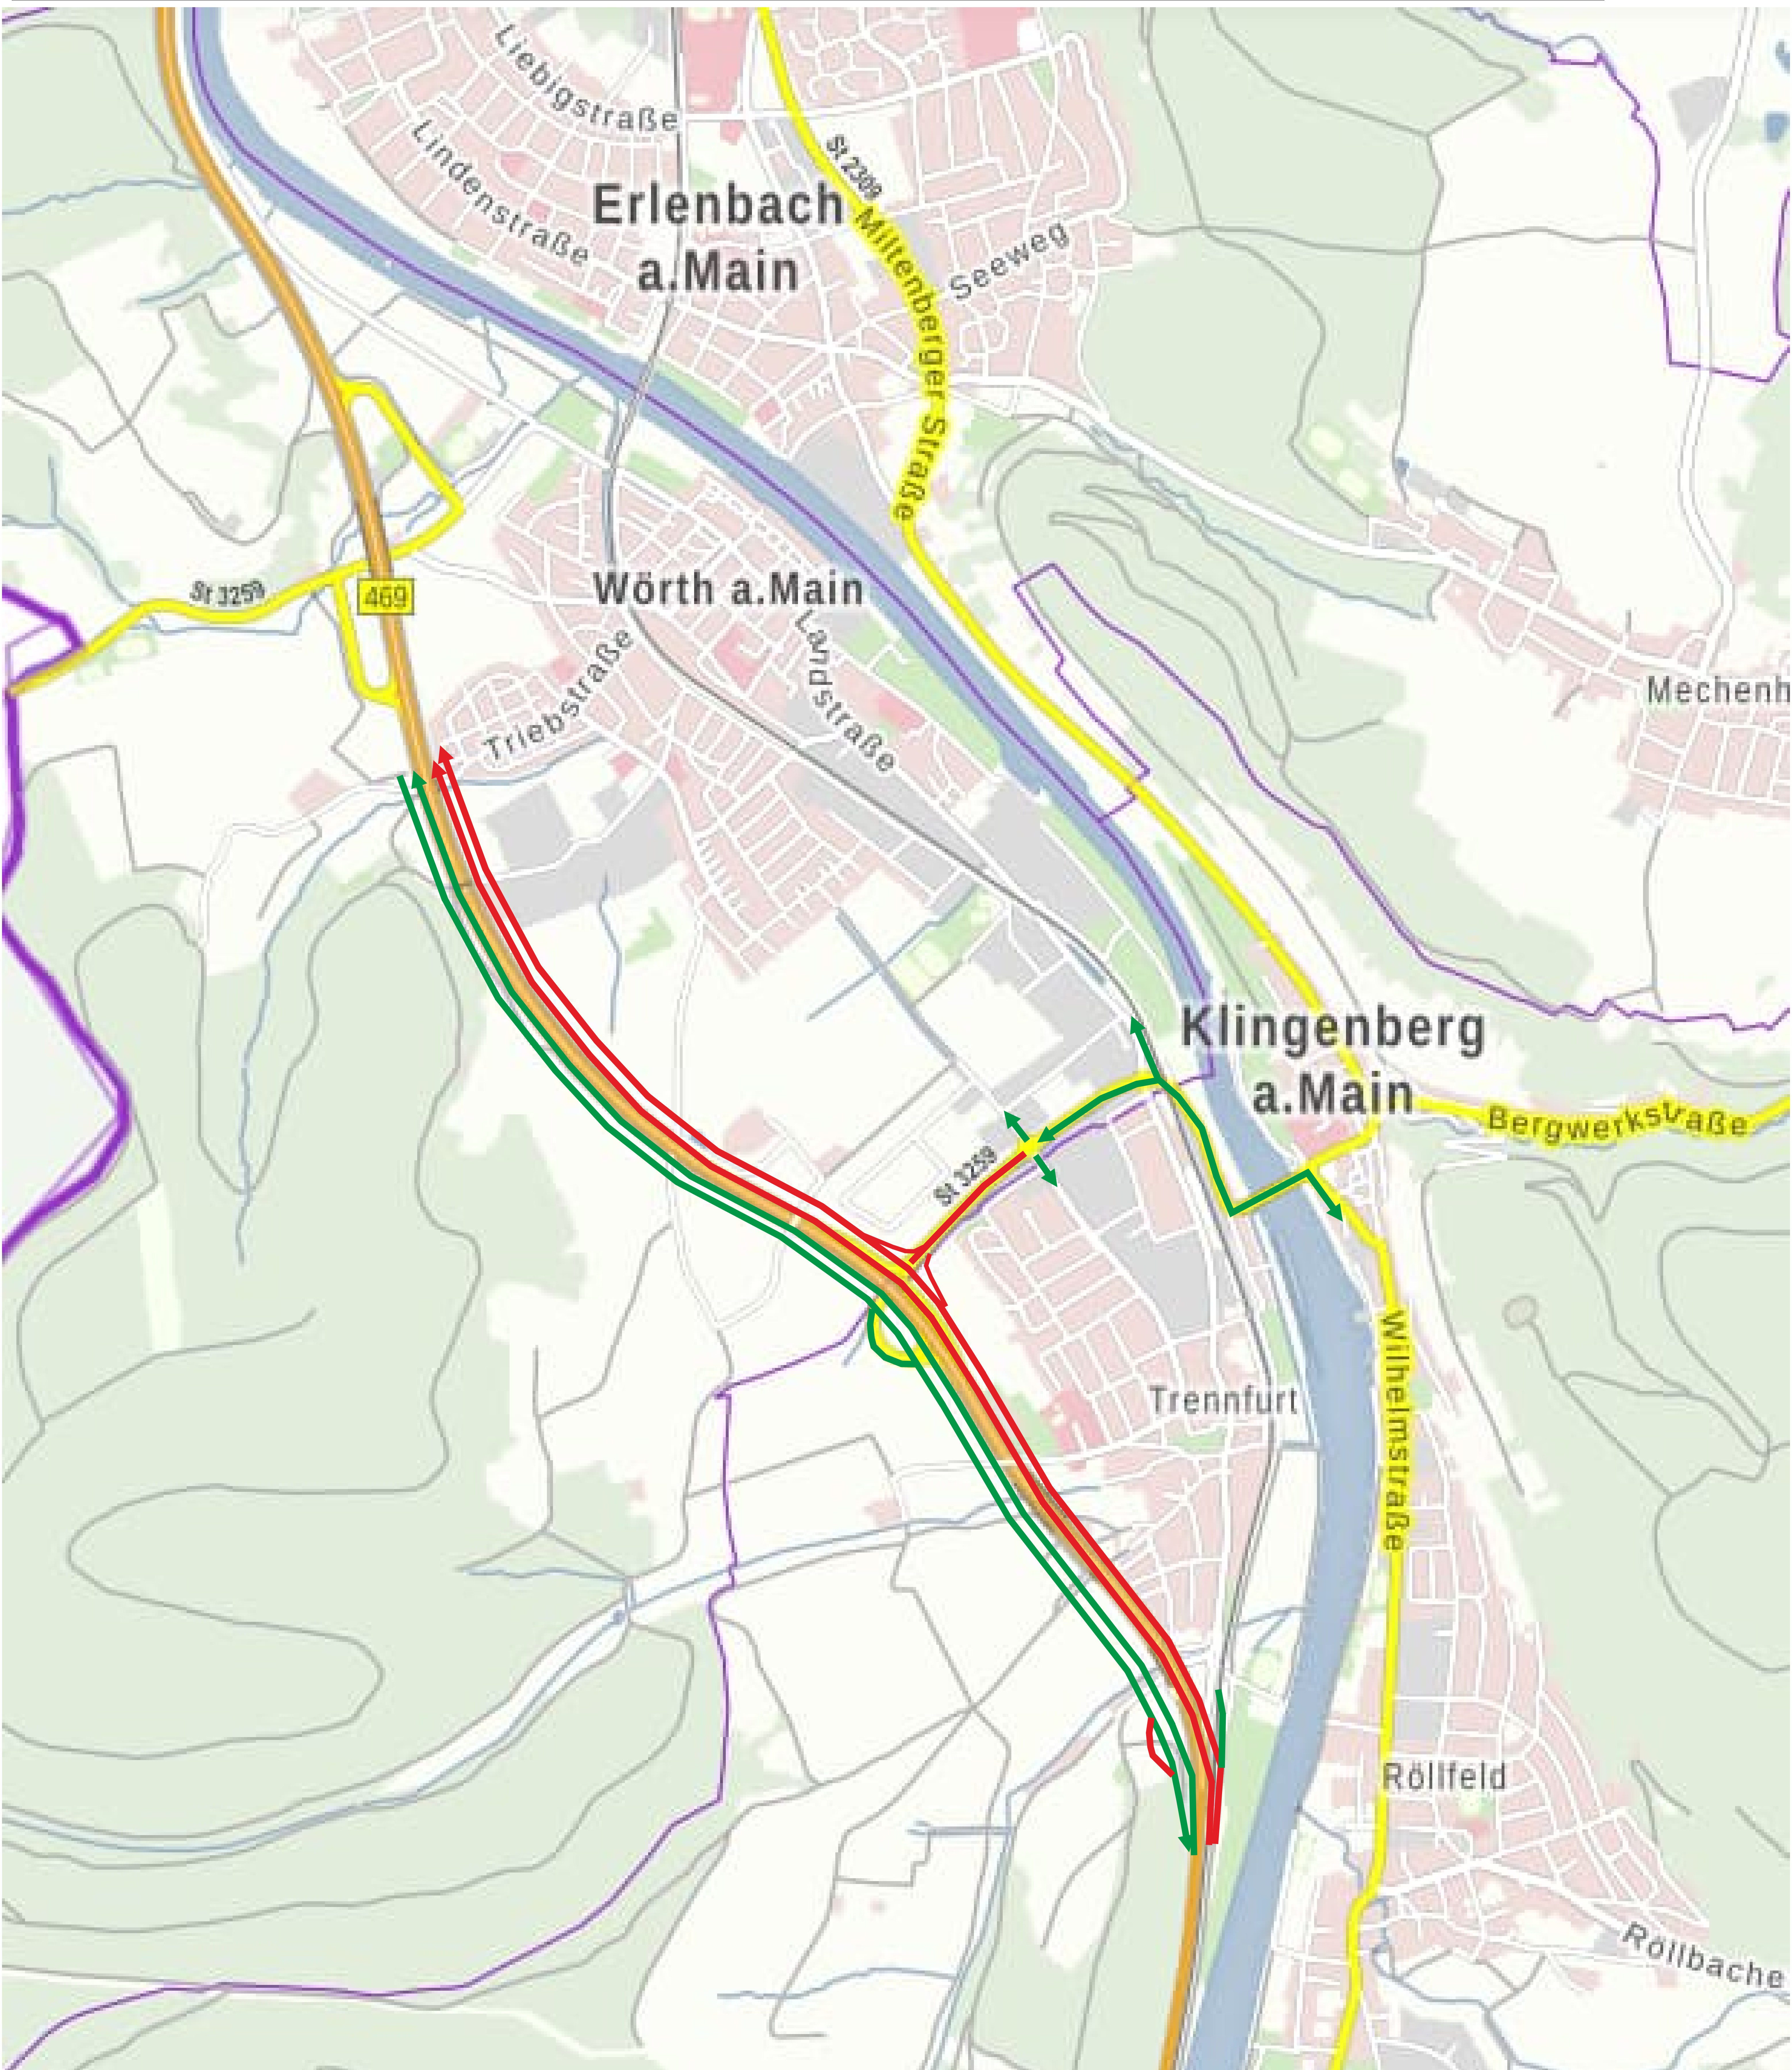 Liebigstraße
Lindenstraße
St 2309
Erlenbach
a.Main
Miltenberger Straße
Seeweg
St 3259
469
Wörth a.Main
Triebstraße
Landstraße
Mechenh
Klingenberg
a.Main
Bergwerkstraße
St 3259
Wilhelmstraße
Trennfurt
Röllfeld
Röllbache